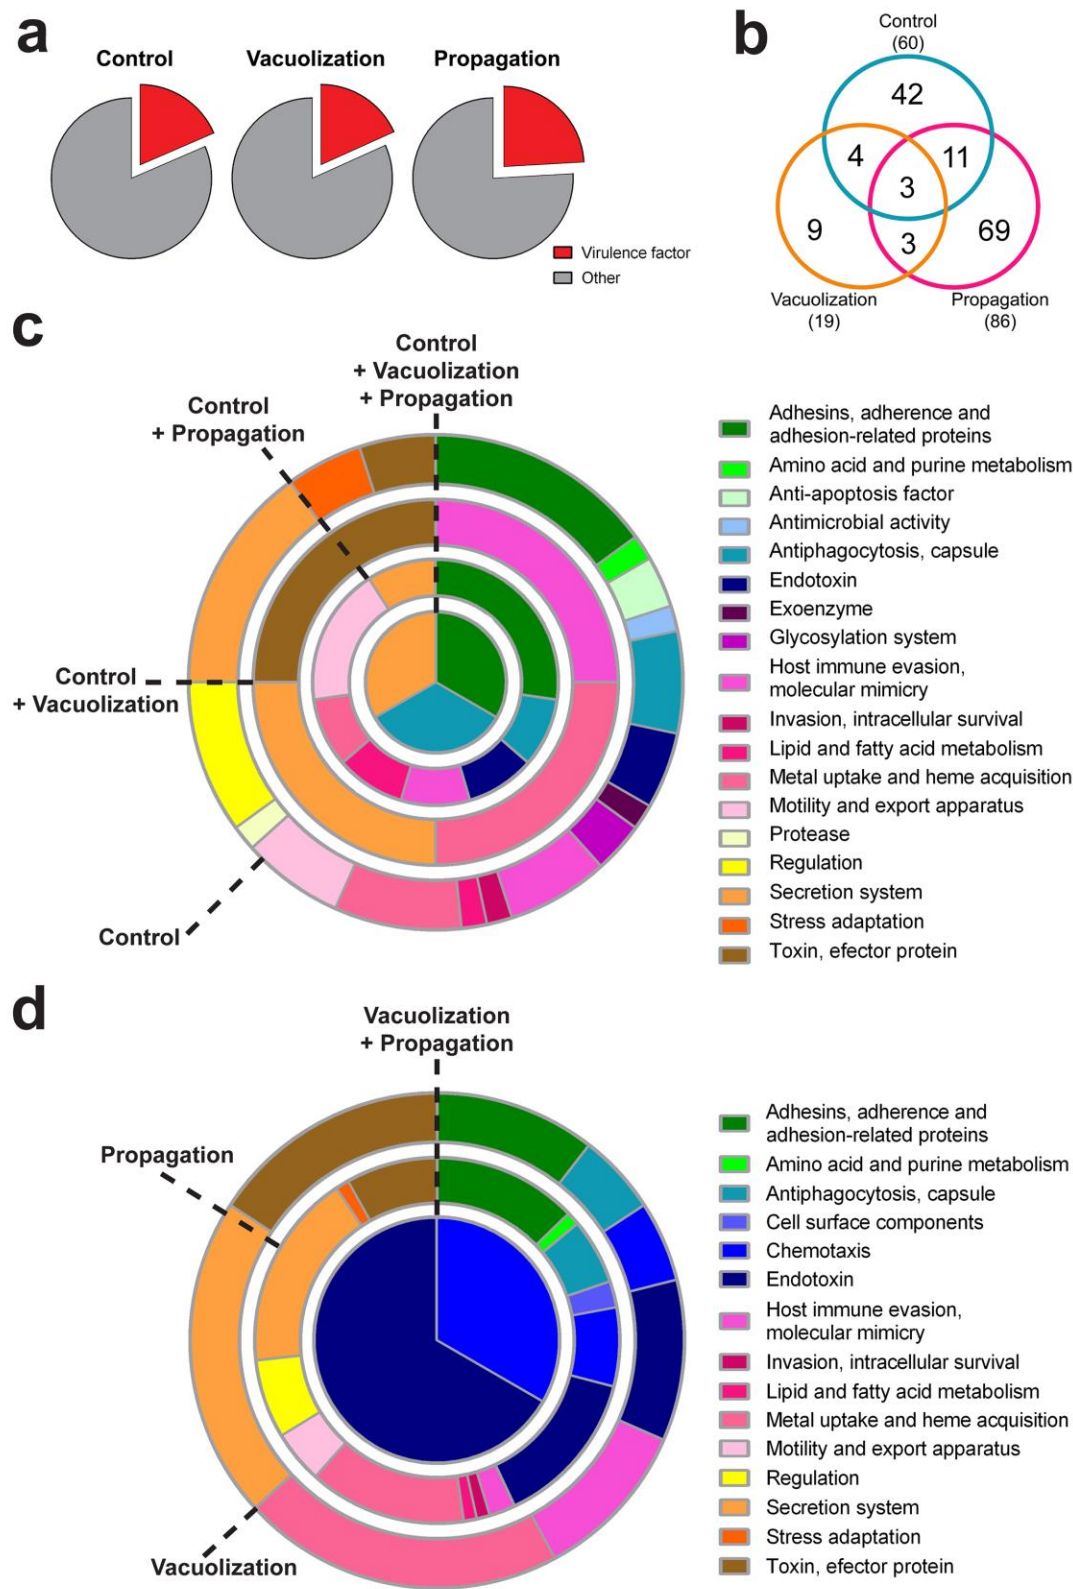 a
Control
Vacuolization
Propagation
Virulence factor
Other
b
Control
(60)
42
4
11
3
9
3
69
Vacuolization
(19)
Propagation
(86)
c
Control
+ Vacuolization
+ Propagation
Control
+ Propagation
Control
+ Vacuolization
Control
Adhesins, adherence and
adhesion-related proteins
Amino acid and purine metabolism
Anti-apoptosis factor
Antimicrobial activity
Antiphagocytosis, capsule
Endotoxin
Exoenzyme
Glycosylation system
Host immune evasion,
molecular mimicry
Invasion, intracellular survival
Lipid and fatty acid metabolism
Metal uptake and heme acquisition
Motility and export apparatus
Protease
Regulation
Secretion system
Stress adaptation
Toxin, efector protein
d
Vacuolization
+ Propagation
Propagation
Vacuolization
Adhesins, adherence and
adhesion-related proteins
Amino acid and purine metabolism
Antiphagocytosis, capsule
Cell surface components
Chemotaxis
Endotoxin
Host immune evasion,
molecular mimicry
Invasion, intracellular survival
Lipid and fatty acid metabolism
Metal uptake and heme acquisition
Motility and export apparatus
Regulation
Secretion system
Stress adaptation
Toxin, efector protein